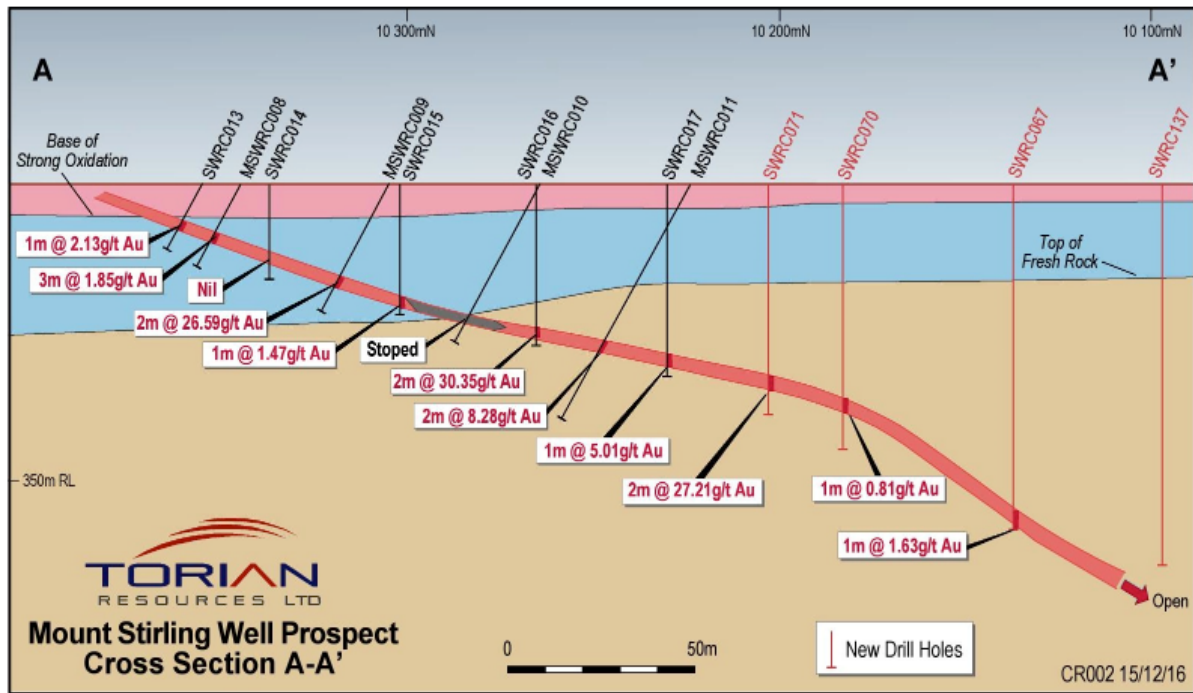 10 300mN
10 200mN
10 100mN
A
A’
Base of
Strong Oxidation
SWRC013
MSWRC008
SWRC014
MSWRC009
SWRC015
SWRC016
MSWRC010
SWRC017
MSWRC011
SWRC071
SWRC070
SWRC067
SWRC137
Top of
Fresh Rock
1m @ 2.13g/t Au
3m @ 1.85g/t Au
Nil
2m @ 26.59g/t Au
1m @ 1.47g/t Au
Stoped
2m @ 30.35g/t Au
2m @ 8.28g/t Au
1m @ 5.01g/t Au
2m @ 27.21g/t Au
1m @ 0.81g/t Au
1m @ 1.63g/t Au
350m RL
Open
TORIAN
RESOURCES LTD
Mount Stirling Well Prospect
Cross Section A-A’
0
50m
New Drill Holes
CR002 15/12/16